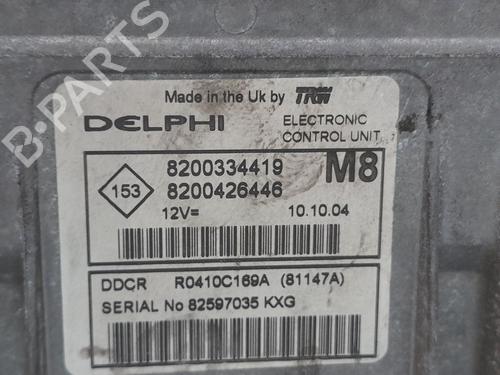 Made in the Uk by TRW
DELPHI
ELECTRONIC
CONTROL UNIT
153
8200334419
8200426446
M8
12V=
10.10.04
DDCR R0410C169A (81147A)
SERIAL No 82597035 KXG
B-PARTS